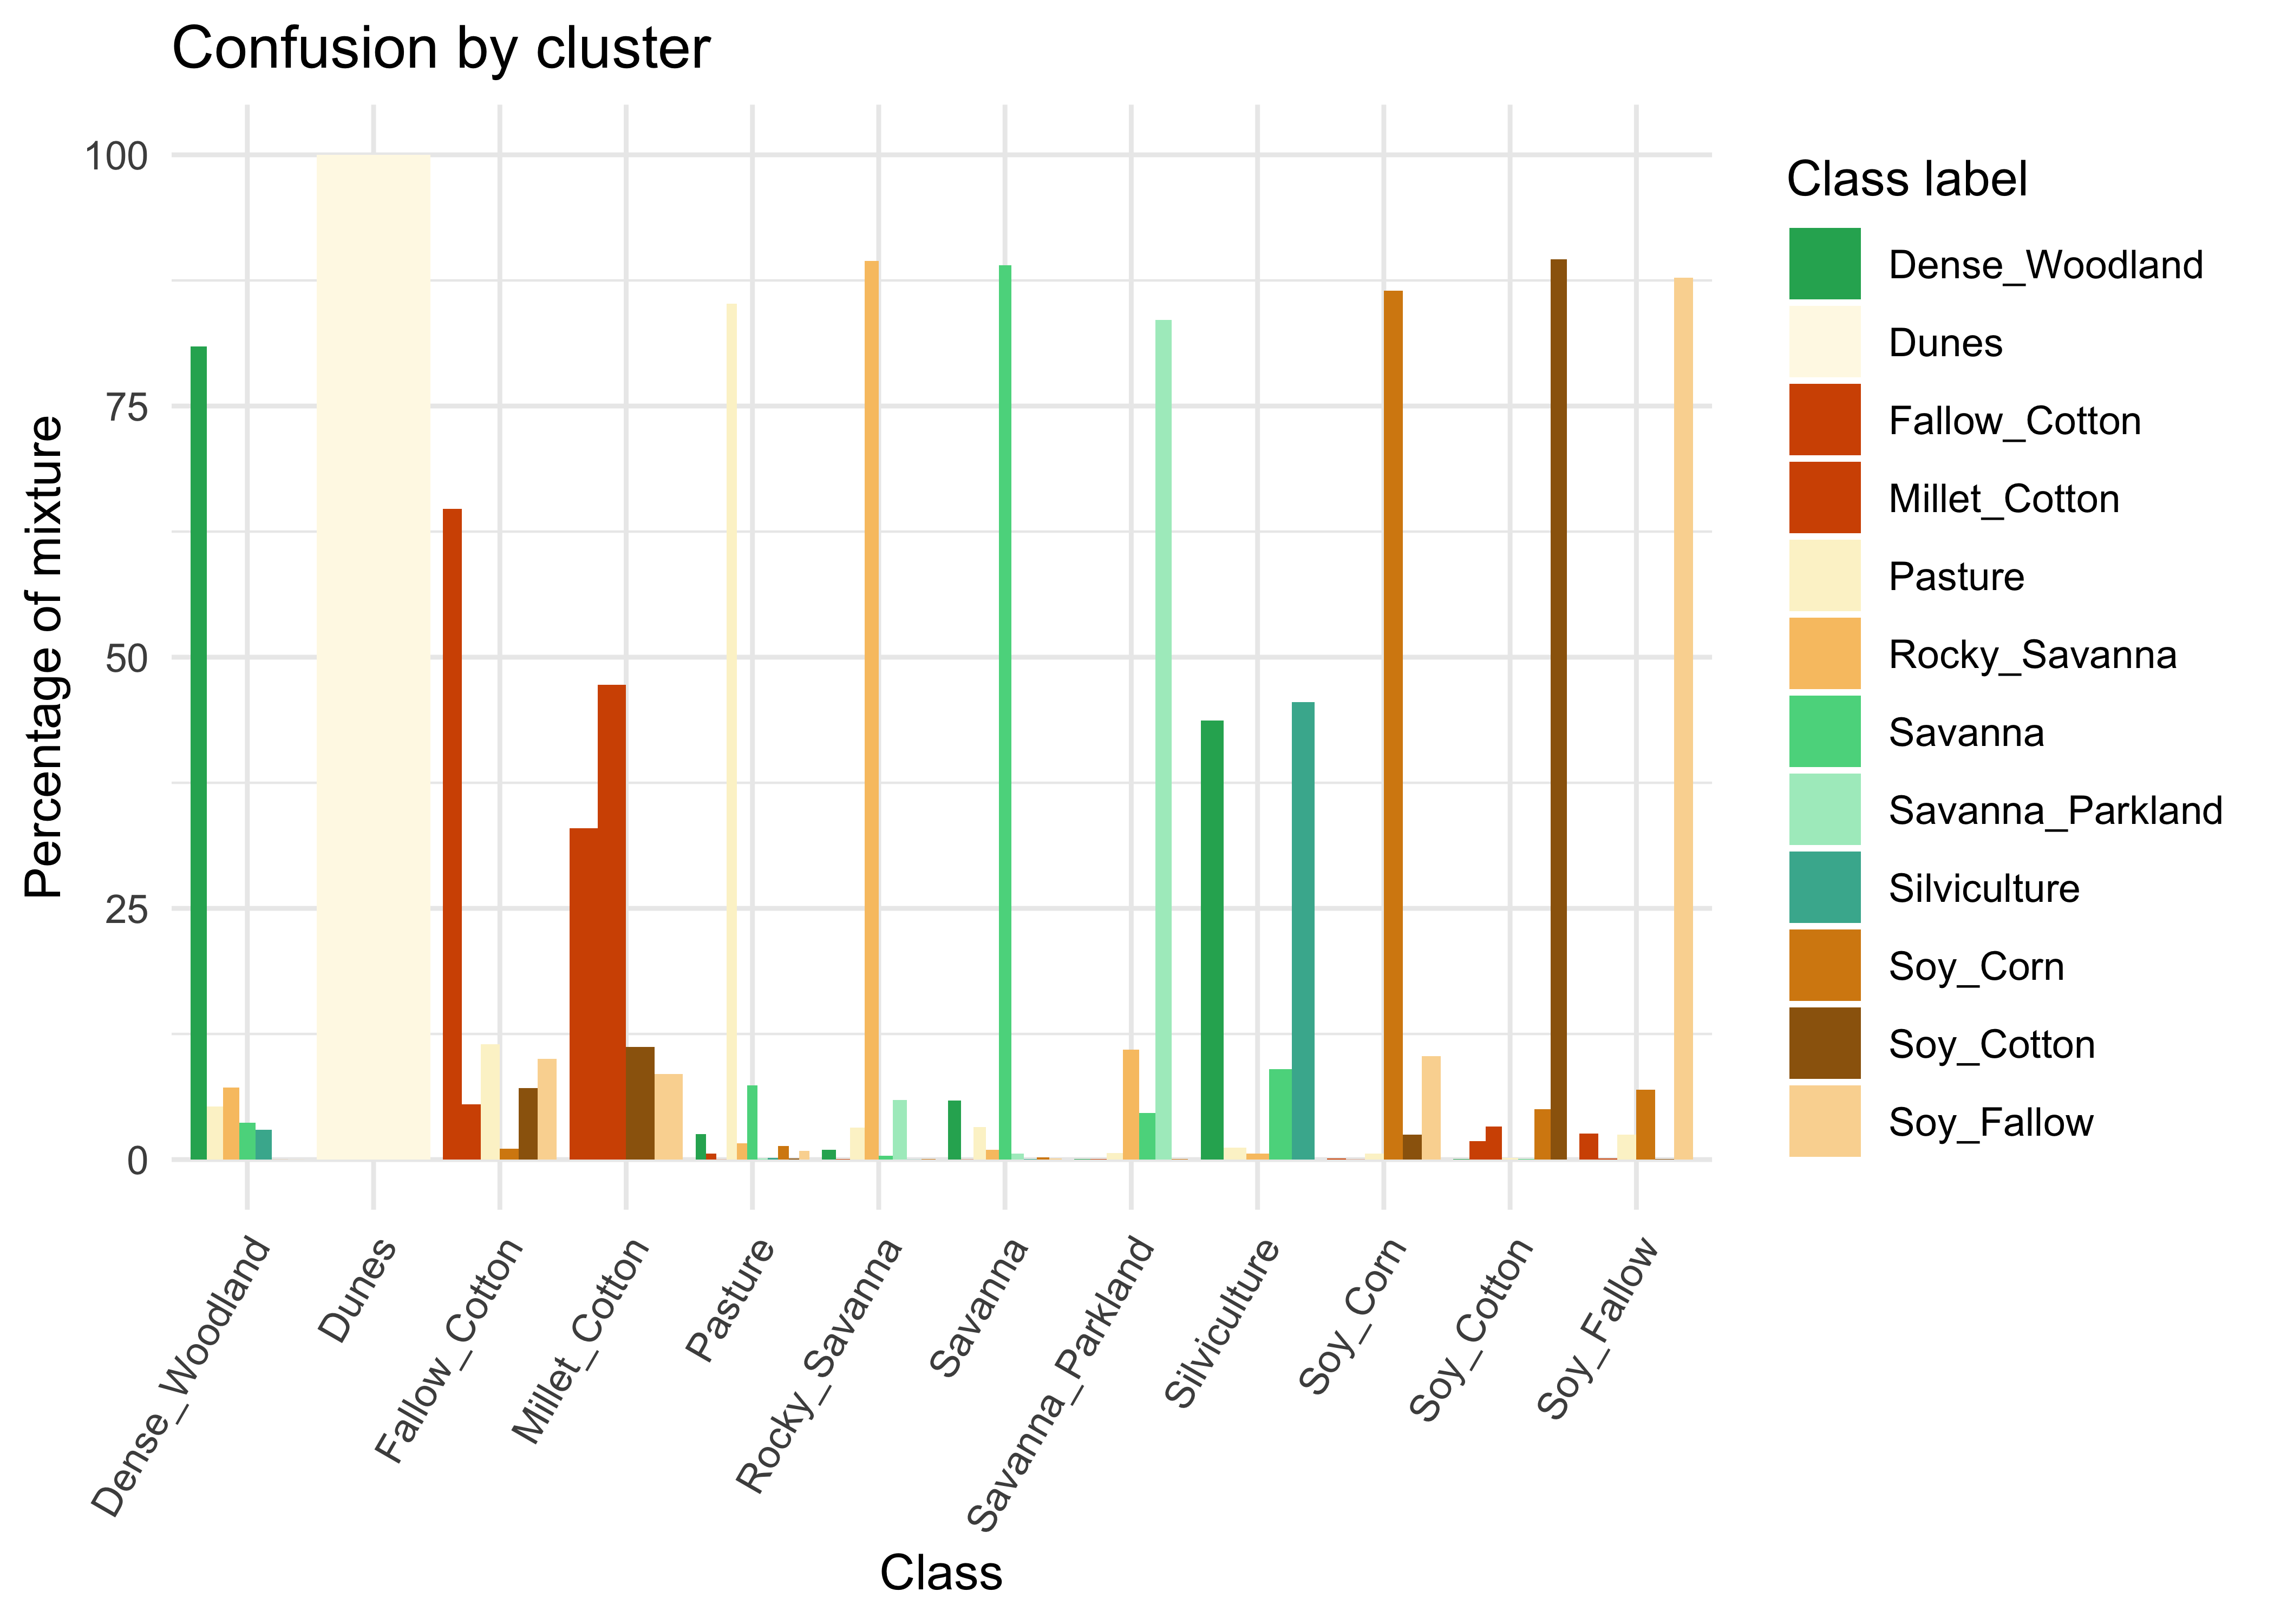 Confusion by cluster
100
75
50
25
0
Percentage of mixture
Dense_Woodland
Dunes
Fallow_Cotton
Millet_Cotton
Pasture
Rocky_Savanna
Savanna
Savanna_Parkland
Silviculture
Soy_Corn
Soy_Cotton
Soy_Fallow
Class
Class label
Dense_Woodland
Dunes
Fallow_Cotton
Millet_Cotton
Pasture
Rocky_Savanna
Savanna
Savanna_Parkland
Silviculture
Soy_Corn
Soy_Cotton
Soy_Fallow